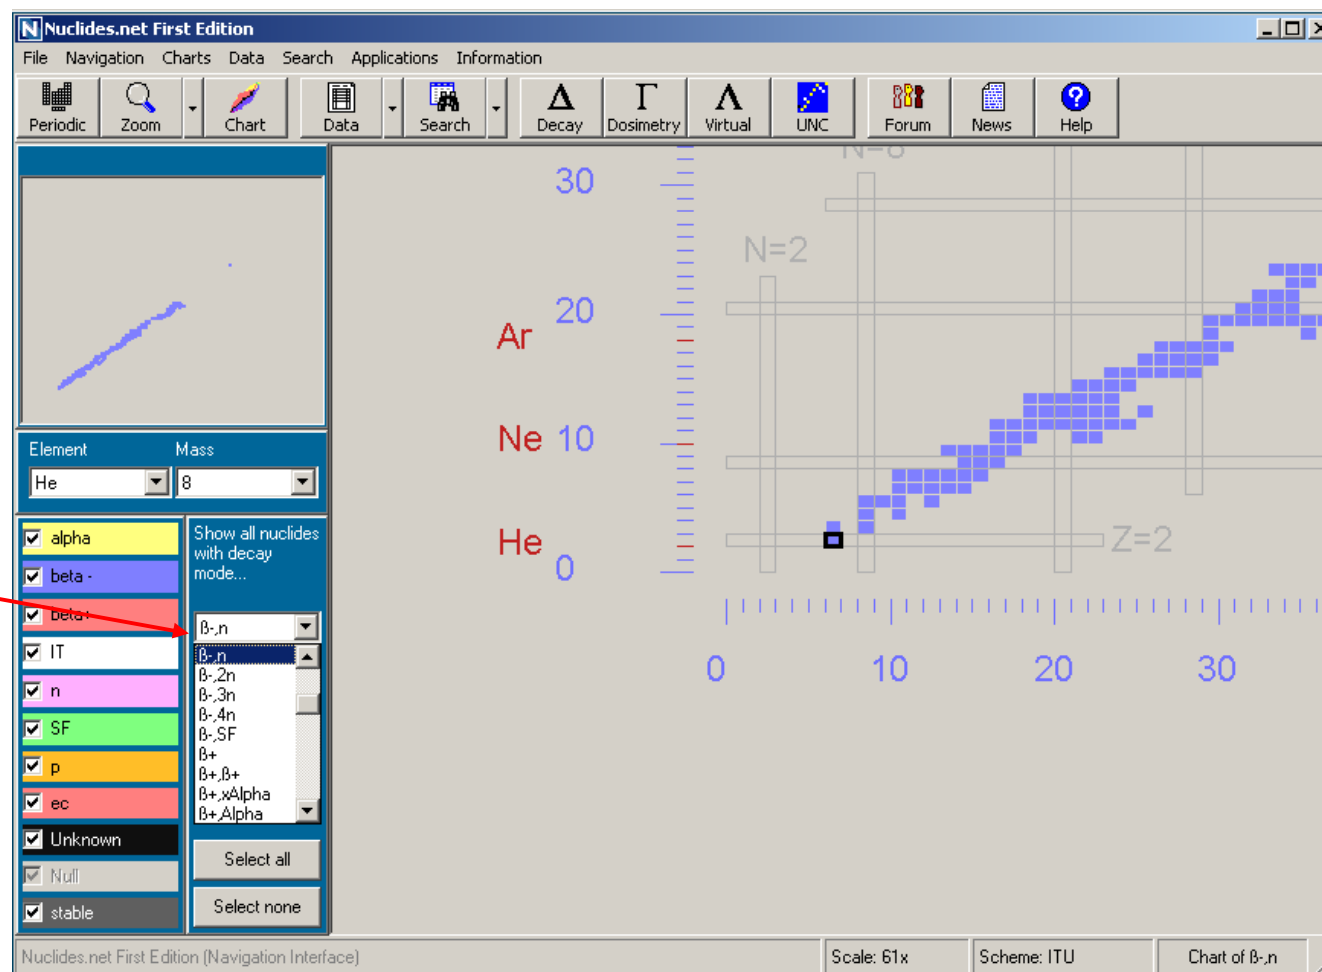 Nuclides.net First Edition
File Navigation Charts Data Search Applications Information
Periodic Zoom Chart Data Search Decay Dosimetry Virtual UNC Forum News Help
Δ Γ Λ
N=8
30
N=2
20
Ar
Ne 10
He
0
Z=2
0 10 20 30
Element Mass
He 8
alpha
beta -
beta+
IT
n
SF
p
ec
Unknown
Null
stable
Show all nuclides
with decay
mode...
ß-,n
ß-,n
ß-,2n
ß-,3n
ß-,4n
ß-,SF
ß+
ß+,ß+
ß+,xAlpha
ß+,Alpha
Select all
Select none
Nuclides.net First Edition (Navigation Interface) Scale: 61x Scheme: ITU Chart of ß-,n